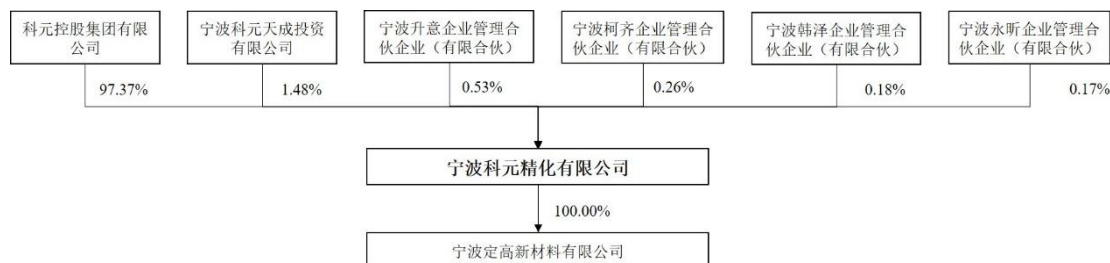 科元控股集团有限
公司
宁波科元天成投资
有限公司
宁波升意企业管理合
伙企业（有限合伙）
宁波柯齐企业管理合
伙企业（有限合伙）
宁波韩泽企业管理合
伙企业（有限合伙）
宁波永昕企业管理合
伙企业（有限合伙）
97.37%
1.48%
0.53%
0.26%
0.18%
0.17%
宁波科元精化有限公司
100.00%
宁波定高新材料有限公司